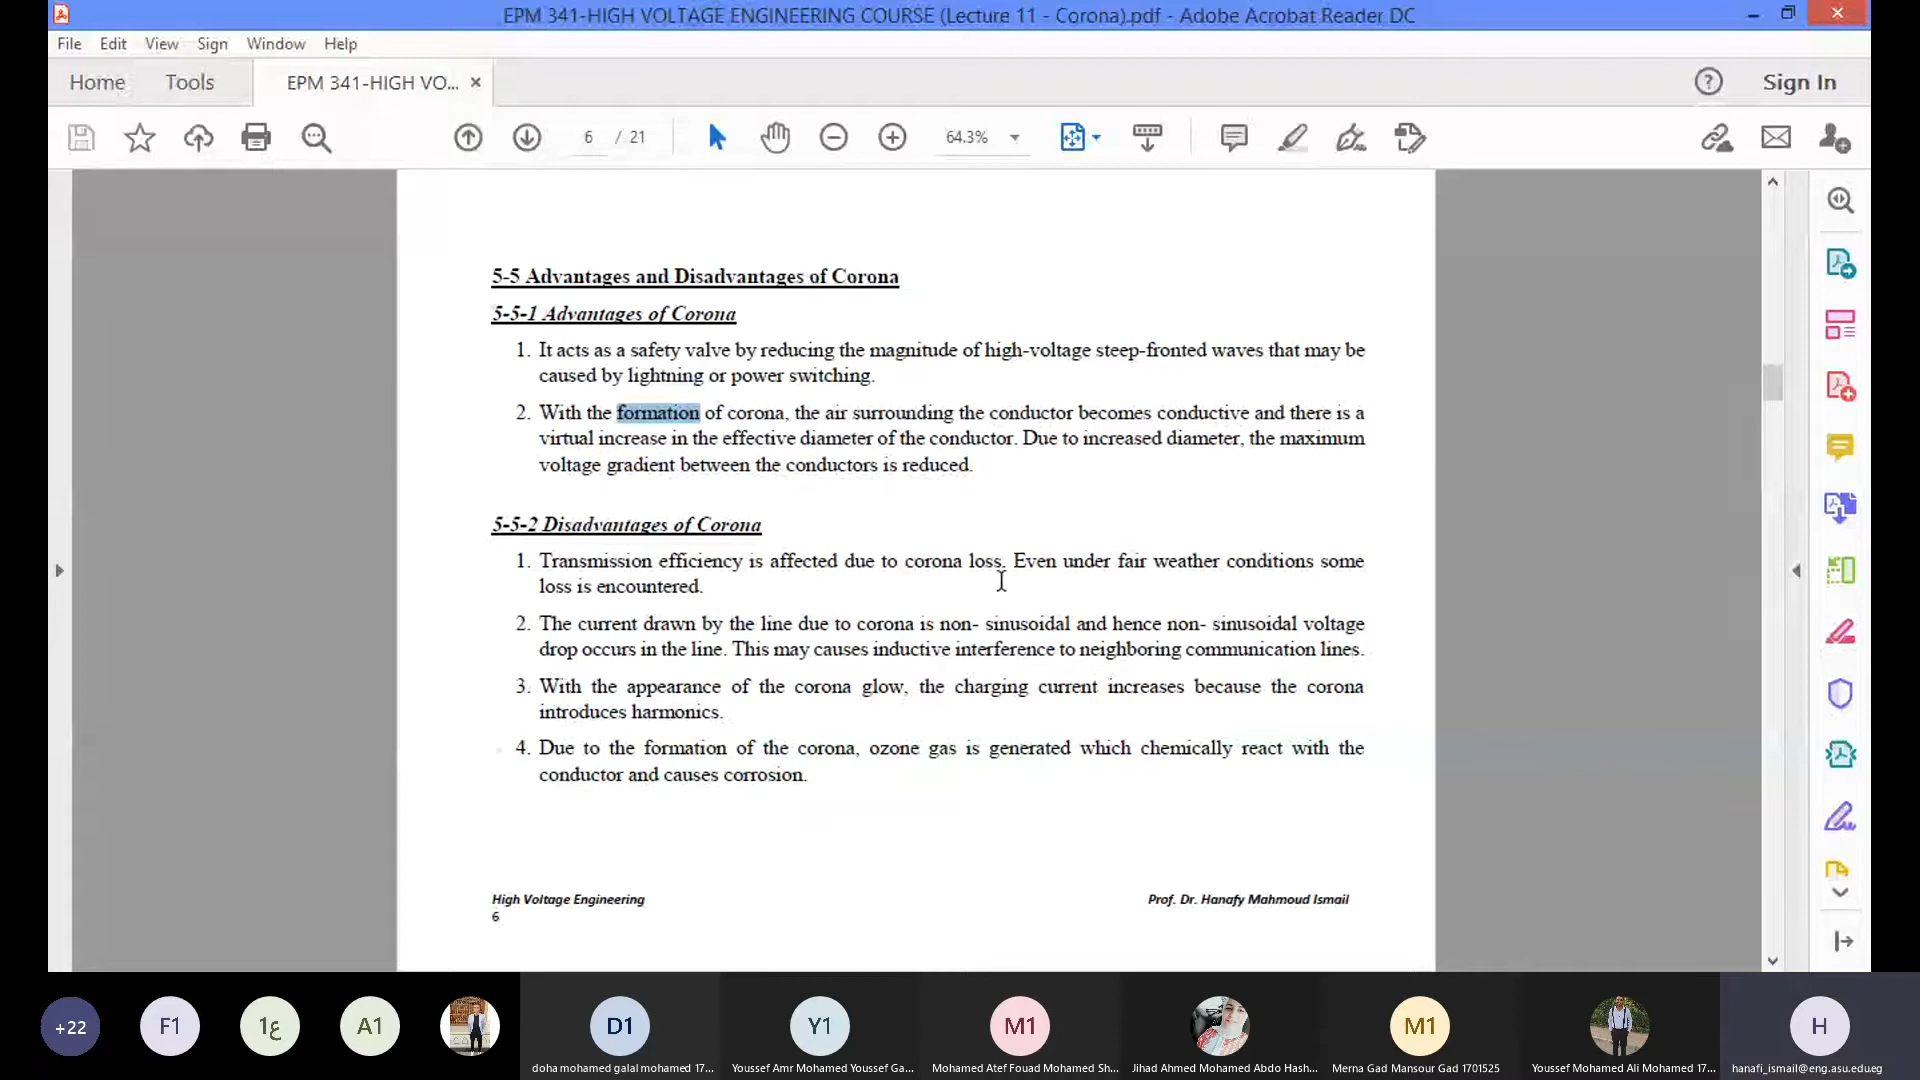 EPM 341-HIGH VOLTAGE ENGINEERING COURSE (Lecture 11 - Corona).pdf - Adobe Acrobat Reader DC
File Edit View Sign Window Help
Home Tools EPM 341-HIGH VO... × Sign In
6 / 21 64.3%
5-5 Advantages and Disadvantages of Corona
5-5-1 Advantages of Corona
1. It acts as a safety valve by reducing the magnitude of high-voltage steep-fronted waves that may be
caused by lightning or power switching.
2. With the formation of corona, the air surrounding the conductor becomes conductive and there is a
virtual increase in the effective diameter of the conductor. Due to increased diameter, the maximum
voltage gradient between the conductors is reduced.
5-5-2 Disadvantages of Corona
1. Transmission efficiency is affected due to corona loss. Even under fair weather conditions some
loss is encountered.
2. The current drawn by the line due to corona is non- sinusoidal and hence non- sinusoidal voltage
drop occurs in the line. This may causes inductive interference to neighboring communication lines.
3. With the appearance of the corona glow, the charging current increases because the corona
introduces harmonics.
4. Due to the formation of the corona, ozone gas is generated which chemically react with the
conductor and causes corrosion.
High Voltage Engineering Prof. Dr. Hanafy Mahmoud Ismail
6
+22 F1 1ع A1 D1 Y1 M1 M1 H
doha mohamed galal mohamed 17... Youssef Amr Mohamed Youssef Ga... Mohamed Atef Fouad Mohamed Sh... Jihad Ahmed Mohamed Abdo Hash... Merna Gad Mansour Gad 1701525 Youssef Mohamed Ali Mohamed 17... hanafi_ismail@eng.asu.edu.eg